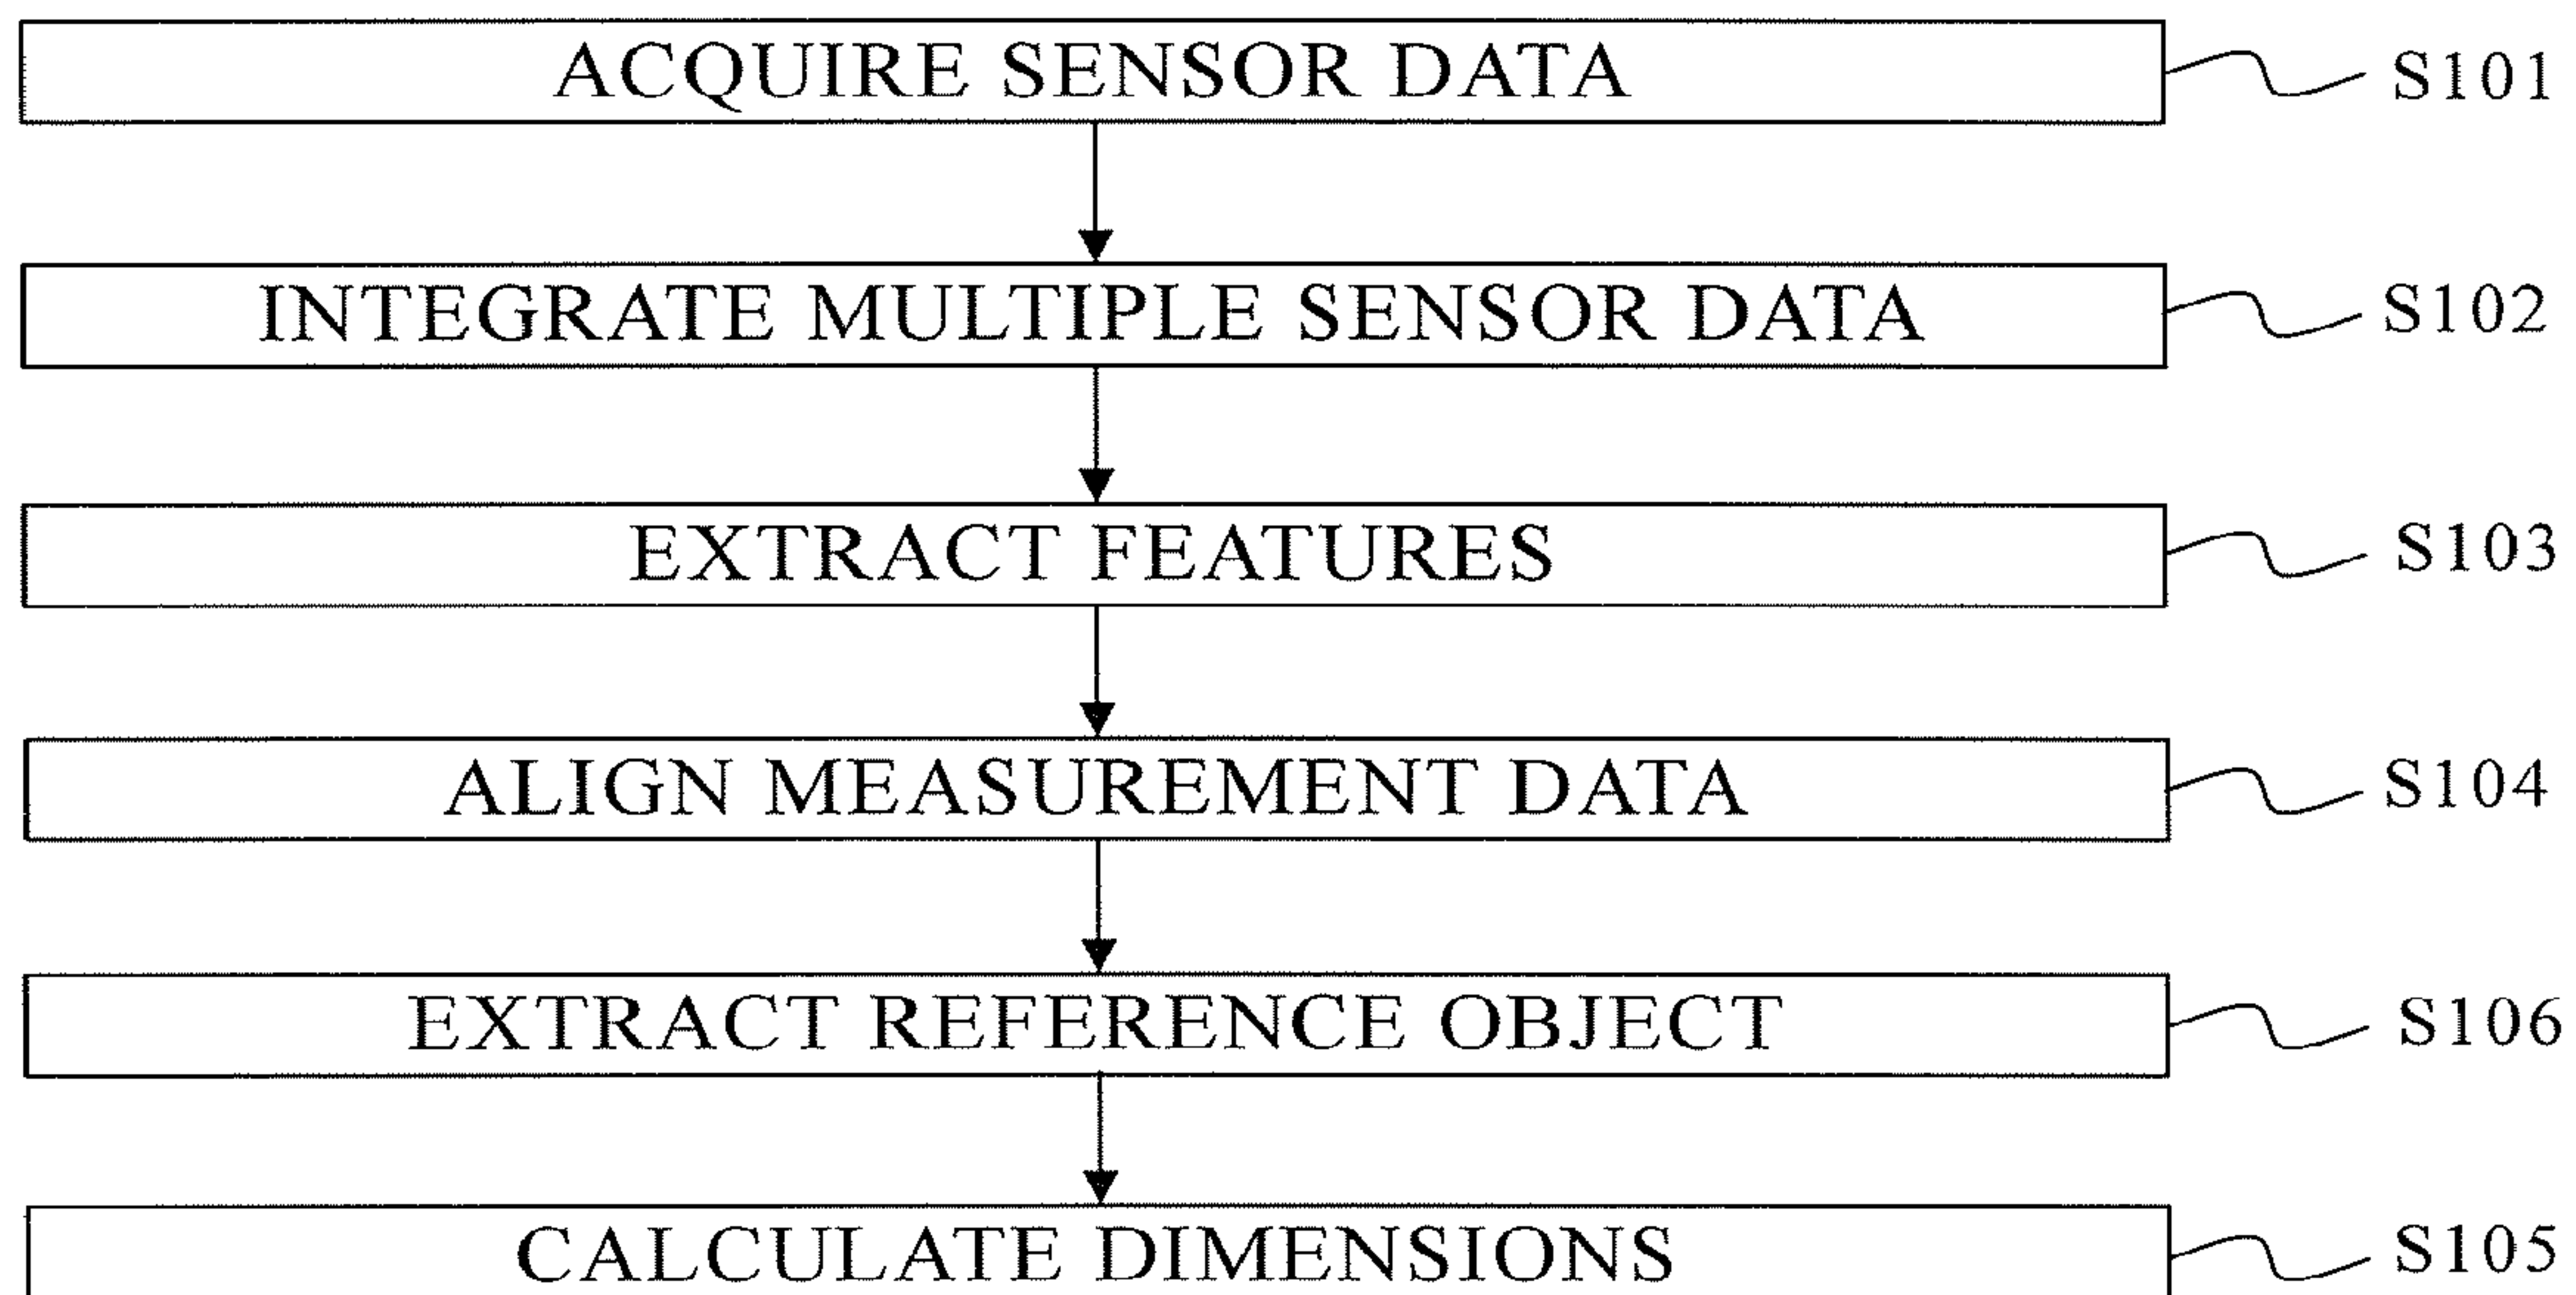 ACQUIRE SENSOR DATA S101
INTEGRATE MULTIPLE SENSOR DATA S102
EXTRACT FEATURES S103
ALIGN MEASUREMENT DATA S104
EXTRACT REFERENCE OBJECT S106
CALCULATE DIMENSIONS S105